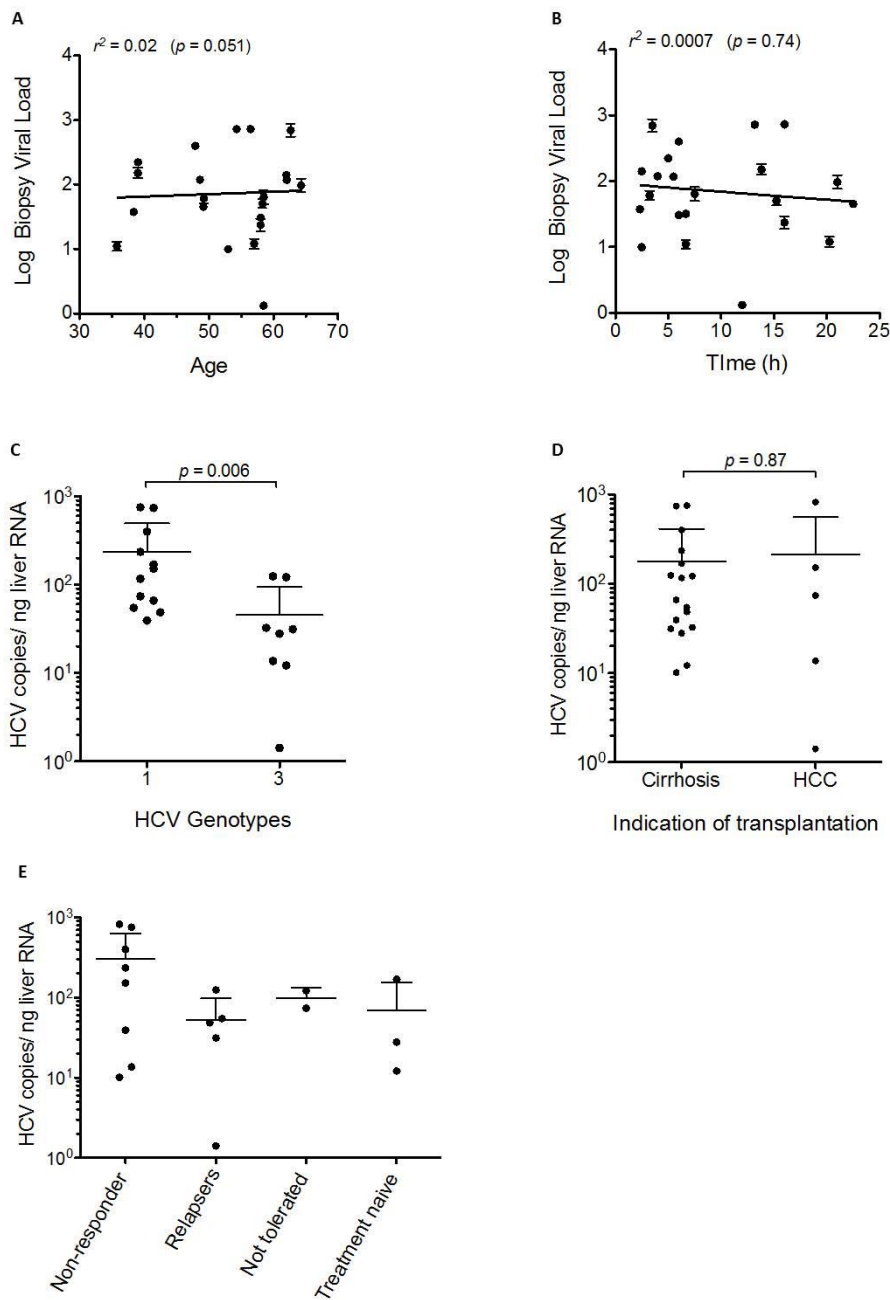 A
r² = 0.02 (p = 0.051)
4
3
2
1
0
Log Biopsy Viral Load
30 40 50 60 70
Age
B
r² = 0.0007 (p = 0.74)
4
3
2
1
0
Log Biopsy Viral Load
0 5 10 15 20 25
TIme (h)
C
p = 0.006
10³
10²
10¹
10⁰
HCV copies/ ng liver RNA
1 3
HCV Genotypes
D
p = 0.87
10³
10²
10¹
10⁰
HCV copies/ ng liver RNA
Cirrhosis HCC
Indication of transplantation
E
10³
10²
10¹
10⁰
HCV copies/ ng liver RNA
Non-responder
Relapsers
Not tolerated
Treatment naive